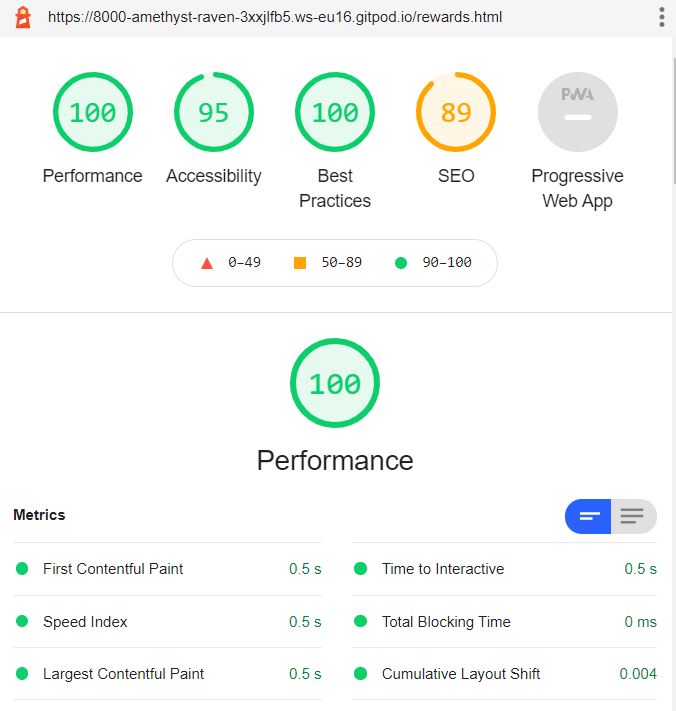 https://8000-amethyst-raven-3xxjlfb5.ws-eu16.gitpod.io/rewards.html
100
95
100
89
PWA
Performance
Accessibility
Best
Practices
SEO
Progressive
Web App
0–49
50–89
90–100
100
Performance
Metrics
First Contentful Paint 0.5 s
Time to Interactive 0.5 s
Speed Index 0.5 s
Total Blocking Time 0 ms
Largest Contentful Paint 0.5 s
Cumulative Layout Shift 0.004